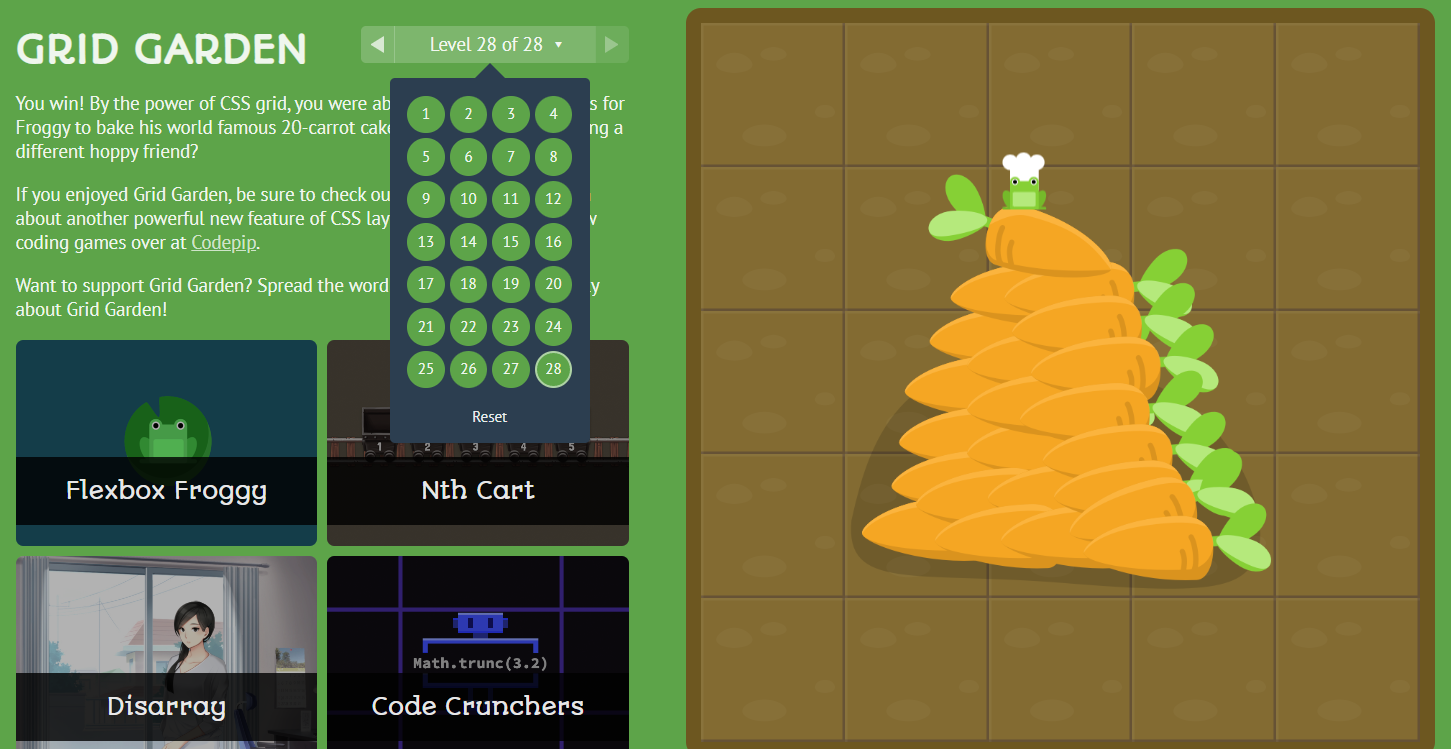 GRID GARDEN
◀ Level 28 of 28 ▼ ▶
You win! By the power of CSS grid, you were ab s for
Froggy to bake his world famous 20-carrot cak ng a
different hoppy friend?
If you enjoyed Grid Garden, be sure to check ou
about another powerful new feature of CSS lay w
coding games over at Codepip.
Want to support Grid Garden? Spread the word y
about Grid Garden!
1 2 3 4
5 6 7 8
9 10 11 12
13 14 15 16
17 18 19 20
21 22 23 24
25 26 27 28
Reset
1 2 3 4 5
Flexbox Froggy
Nth Cart
Math.trunc(3.2)
Disarray
Code Crunchers